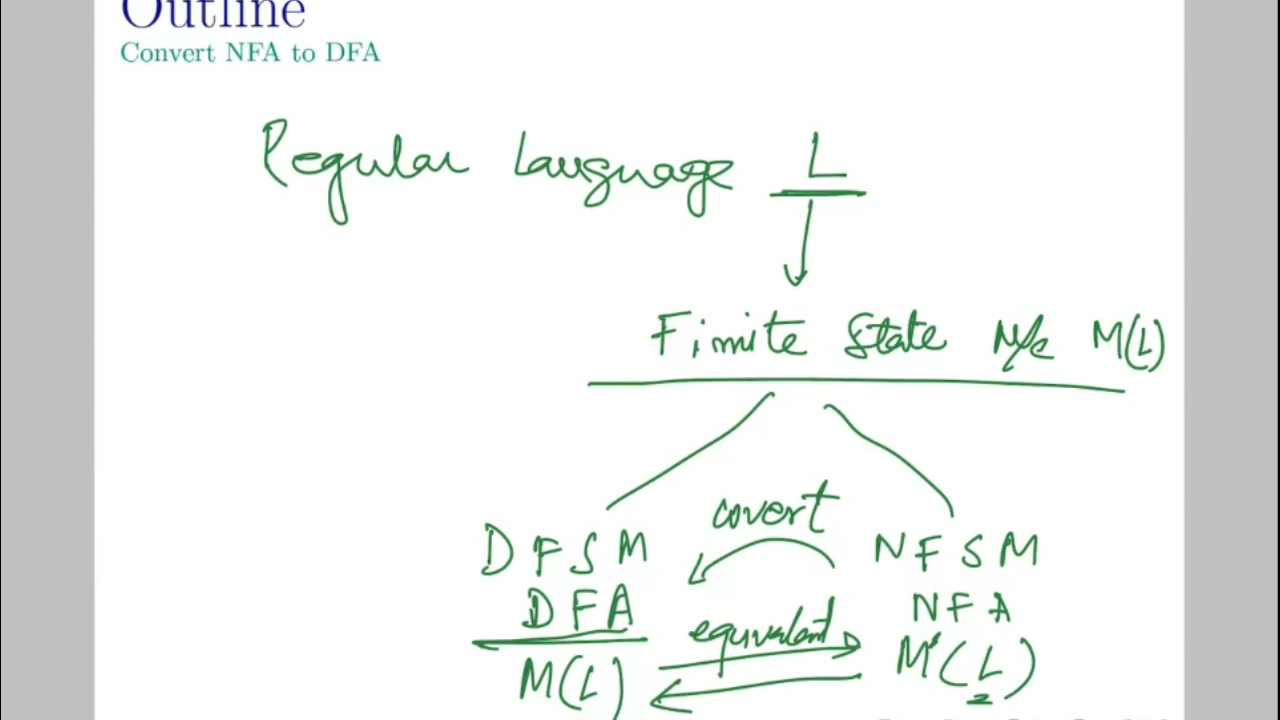 Outline
Convert NFA to DFA
Regular Language L
Finite State M/c M(L)
covert
DFSM NFSM
DFA NFA
equivalent
M(L) M'(L)